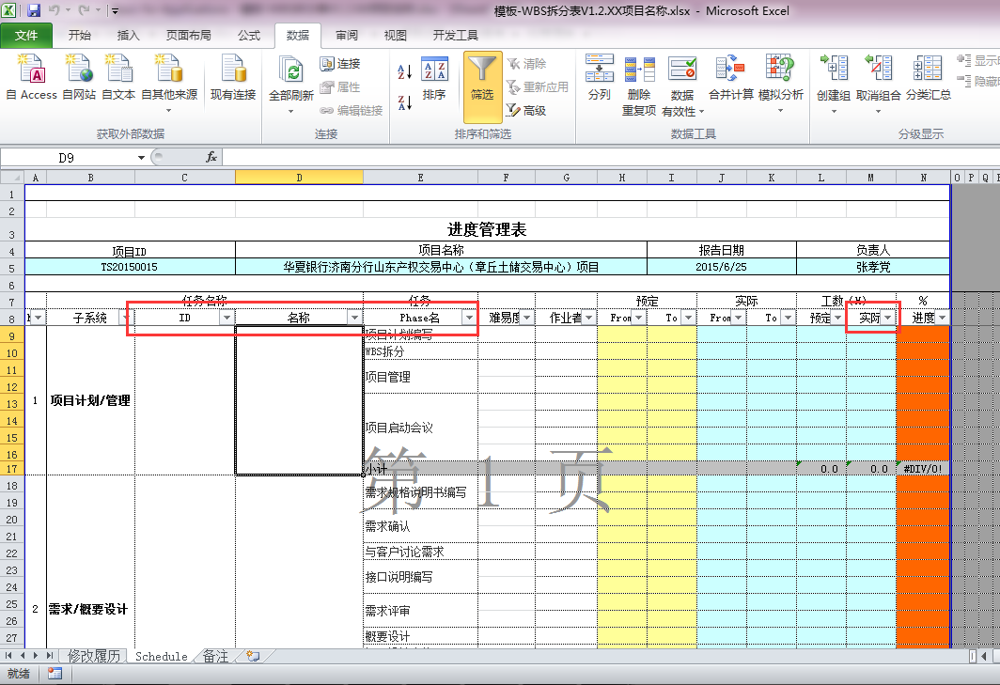 模板-WBS拆分表V1.2.XX项目名称.xlsx - Microsoft Excel
文件 开始 插入 页面布局 公式 数据 审阅 视图 开发工具
自 Access 自网站 自文本 自其他来源 现有连接 全部刷新 连接 属性 编辑链接 排序 筛选 清除 重新应用 高级 分列 删除 重复项 数据 有效性 合并计算 模拟分析 创建组 取消组合 分类汇总
获取外部数据 连接 排序和筛选 数据工具 分级显示
D9 fx
A B C D E F G H I J K L M N O P Q
1
2
3 进度管理表
4 项目ID 项目名称 报告日期 负责人
5 TS20150015 华夏银行济南分行山东产权交易中心（章丘土储交易中心）项目 2015/6/25 张孝党
6
7 任务名称 任务 预定 实际 工数（H） %
8 子系统 ID 名称 Phase名 难易度 作业者 From To From To 预定 实际 进度
9 项目计划编写
10 WBS拆分
11
12 项目管理
13 1 项目计划/管理
14
15 项目启动会议
16
17 小计 0.0 0.0 #DIV/0!
第 1 页
18 需求规格说明书编写
19
20 需求确认
21
22 与客户讨论需求
23 接口说明编写
24
25 2 需求/概要设计 需求评审
26
27 概要设计
修改履历 Schedule 备注
就绪